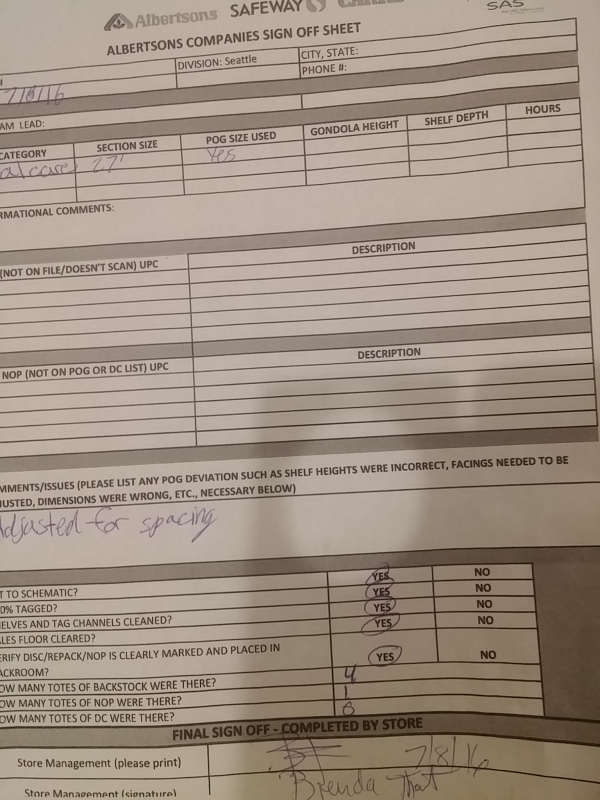 Albertsons SAFEWAY
SAS
ALBERTSONS COMPANIES SIGN OFF SHEET
DIVISION: Seattle CITY, STATE:
PHONE #:
7/8/16
AM LEAD:
CATEGORY SECTION SIZE POG SIZE USED GONDOLA HEIGHT SHELF DEPTH HOURS
al care 27' Yes
RMATIONAL COMMENTS:
(NOT ON FILE/DOESN'T SCAN) UPC DESCRIPTION
NOP (NOT ON POG OR DC LIST) UPC DESCRIPTION
MMENTS/ISSUES (PLEASE LIST ANY POG DEVIATION SUCH AS SHELF HEIGHTS WERE INCORRECT, FACINGS NEEDED TO BE
JUSTED, DIMENSIONS WERE WRONG, ETC., NECESSARY BELOW)
Adjusted for spacing
YES NO
T TO SCHEMATIC? YES NO
0% TAGGED? YES NO
ELVES AND TAG CHANNELS CLEANED? YES NO
LES FLOOR CLEARED?
ERIFY DISC/REPACK/NOP IS CLEARLY MARKED AND PLACED IN YES NO
ACKROOM?
OW MANY TOTES OF BACKSTOCK WERE THERE? 4
OW MANY TOTES OF NOP WERE THERE? 1
OW MANY TOTES OF DC WERE THERE? 0
FINAL SIGN OFF - COMPLETED BY STORE
Store Management (please print) 7/8/16
Store Management (signature) Brenda